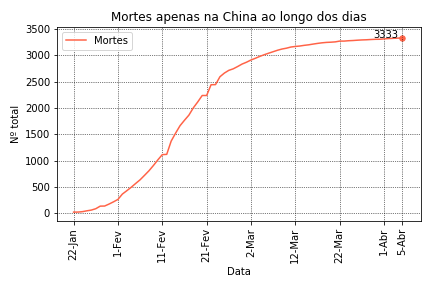 Mortes apenas na China ao longo dos dias
3500
3000
2500
2000
1500
1000
500
0
Nº total
Mortes
3333
22-Jan
1-Fev
11-Fev
21-Fev
2-Mar
12-Mar
22-Mar
1-Abr
5-Abr
Data